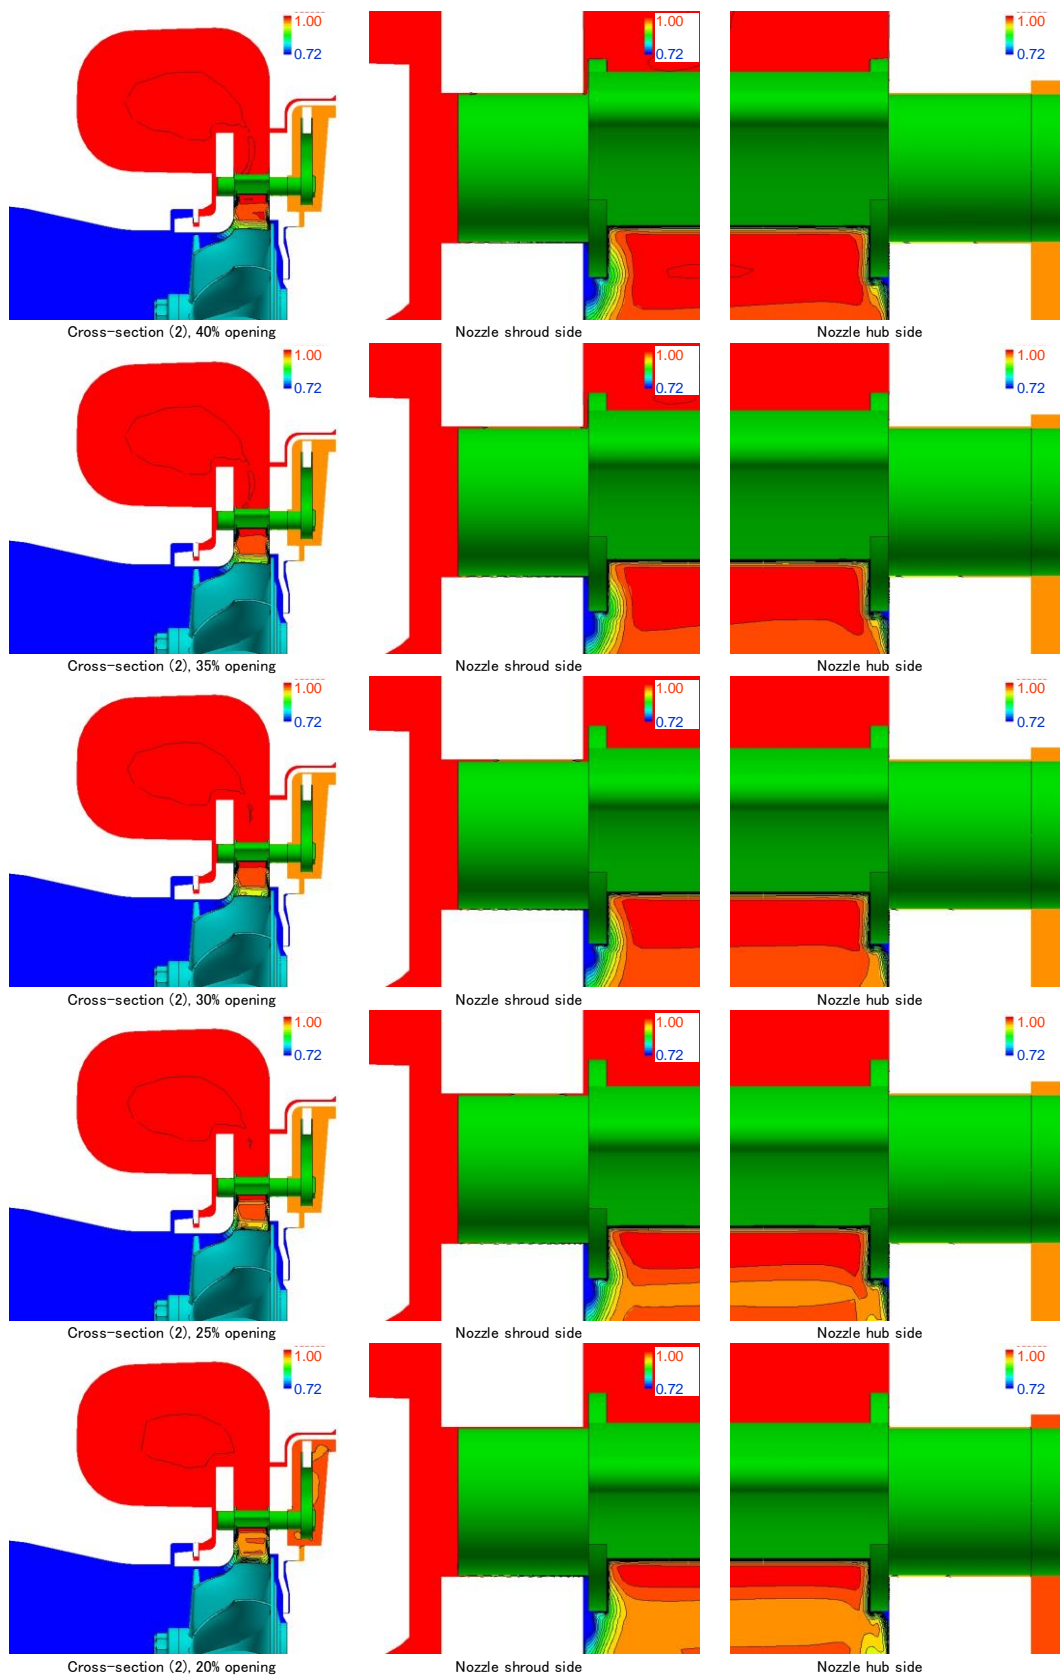 1.00
0.72
1.00
0.72
1.00
0.72
Cross-section (2), 40% opening
Nozzle shroud side
Nozzle hub side
1.00
0.72
1.00
0.72
1.00
0.72
Cross-section (2), 35% opening
Nozzle shroud side
Nozzle hub side
1.00
0.72
1.00
0.72
1.00
0.72
Cross-section (2), 30% opening
Nozzle shroud side
Nozzle hub side
1.00
0.72
1.00
0.72
1.00
0.72
Cross-section (2), 25% opening
Nozzle shroud side
Nozzle hub side
1.00
0.72
1.00
0.72
1.00
0.72
Cross-section (2), 20% opening
Nozzle shroud side
Nozzle hub side